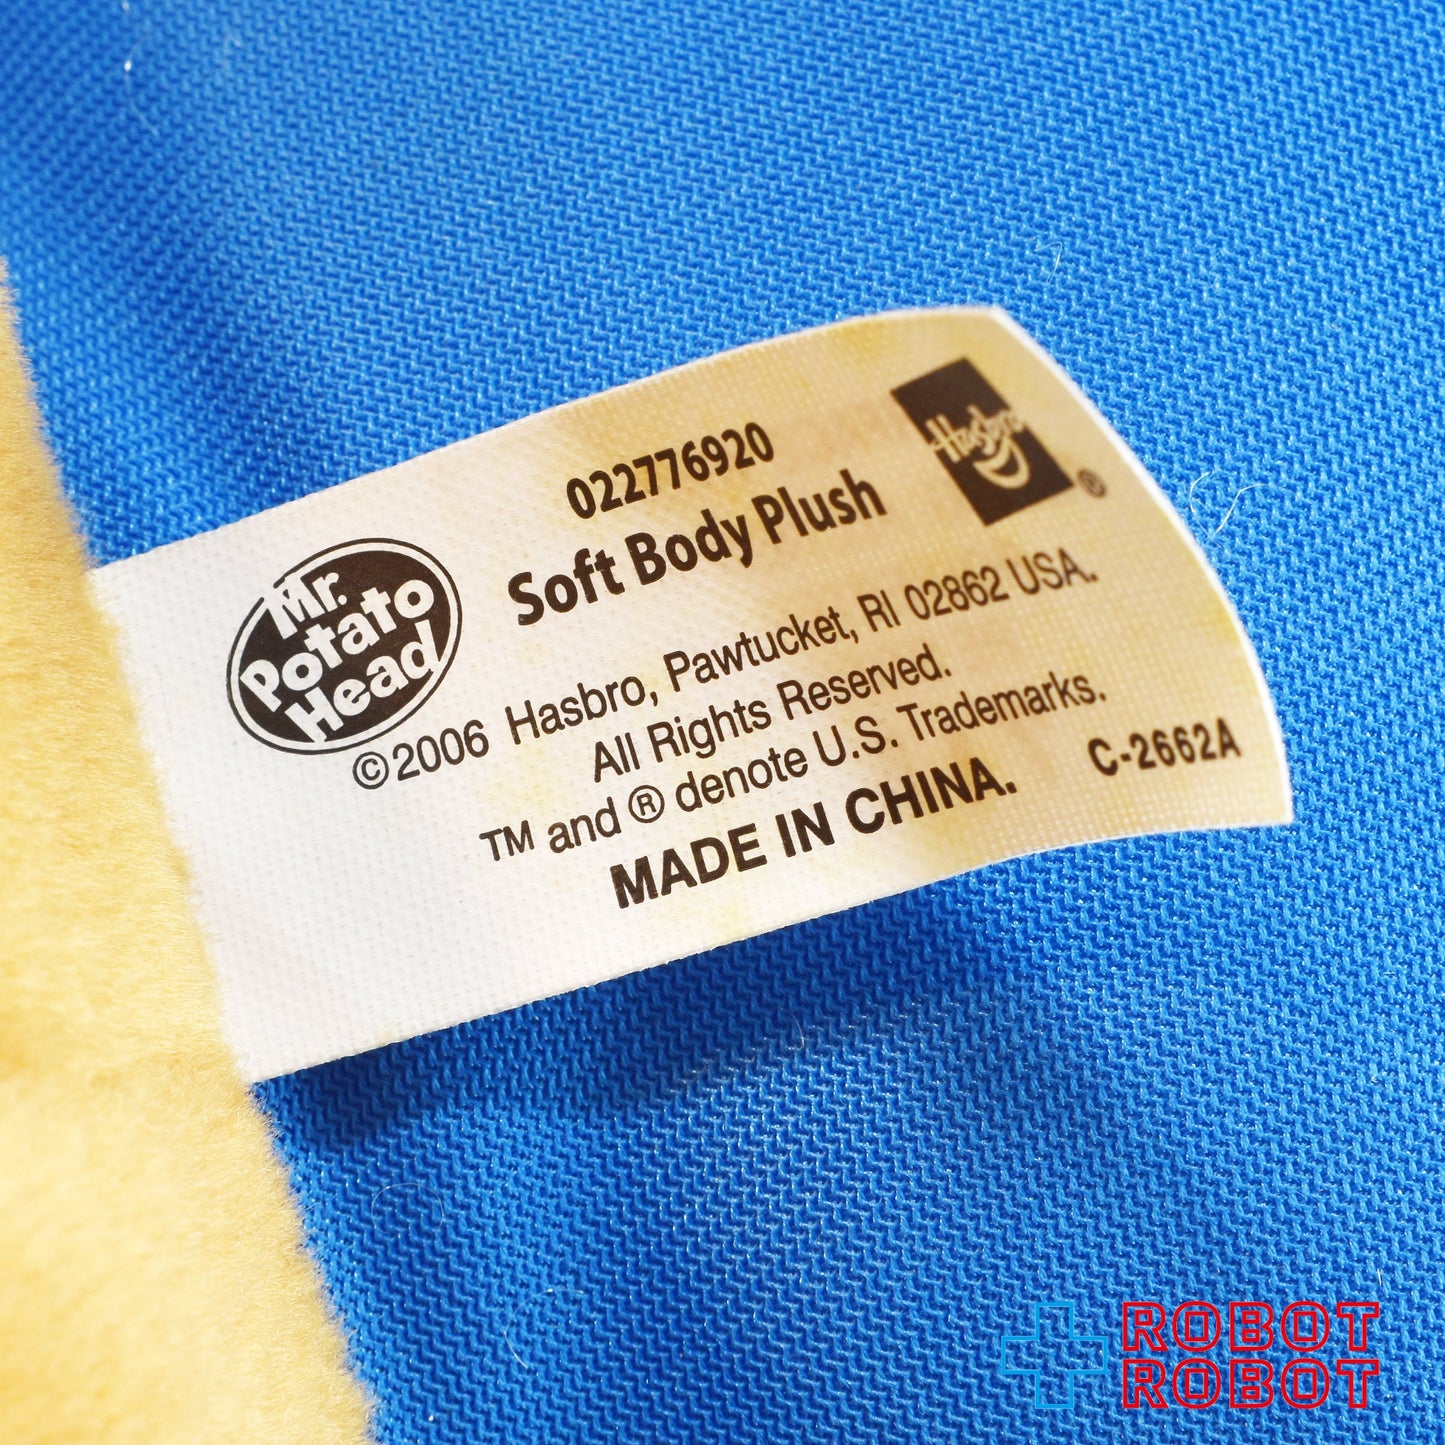 022776920
Soft Body Plush
Hasbro
®
Mr.
Potato
Head
©2006 Hasbro, Pawtucket, RI 02862 USA.
All Rights Reserved.
TM and ® denote U.S. Trademarks.
MADE IN CHINA.
C-2662A
ROBOT
ROBOT